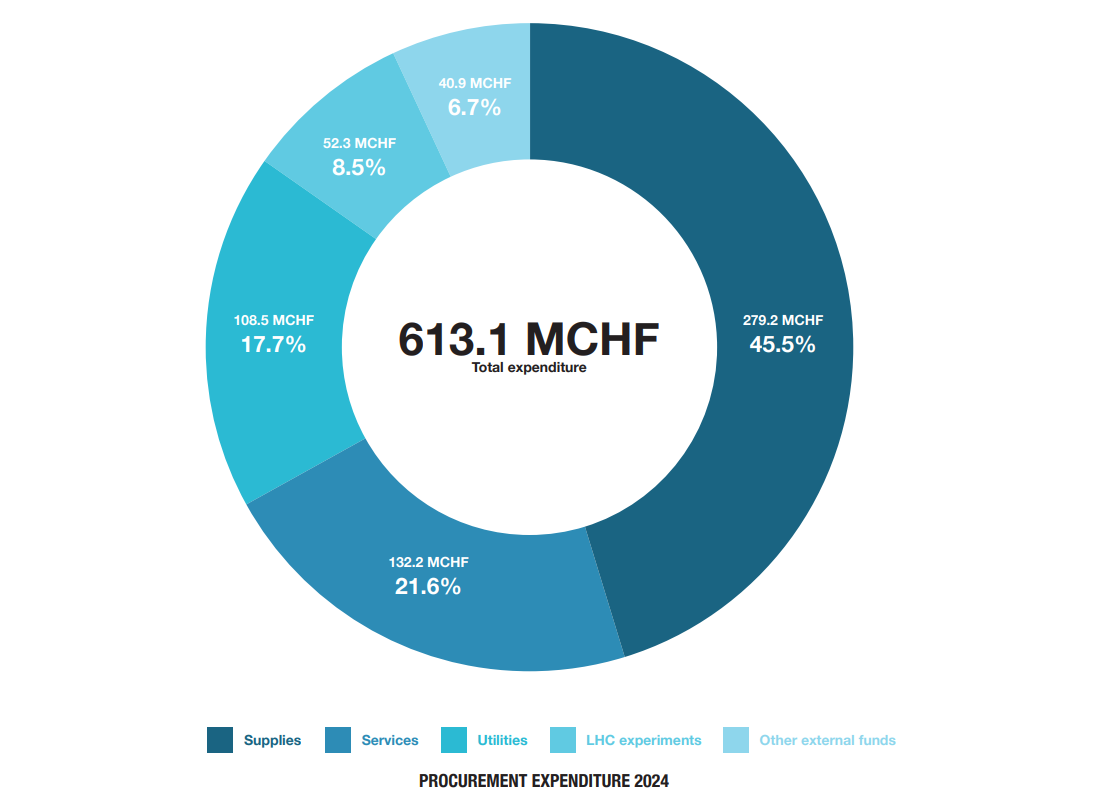 40.9 MCHF
6.7%
52.3 MCHF
8.5%
108.5 MCHF
17.7%
613.1 MCHF
Total expenditure
279.2 MCHF
45.5%
132.2 MCHF
21.6%
Supplies
Services
Utilities
LHC experiments
Other external funds
PROCUREMENT EXPENDITURE 2024